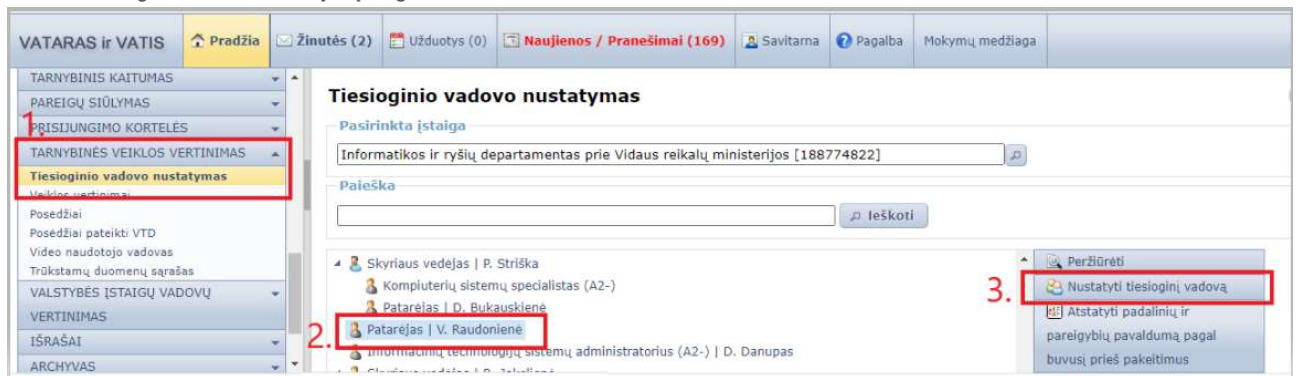 VATARAS ir VATIS
Pradžia
Žinutės (2)
Užduotys (0)
Naujienos / Pranešimai (169)
Savitarna
Pagalba
Mokymų medžiaga
TARNYBINIS KAITUMAS
PAREIGŲ SIŪLYMAS
PRISIJUNGIMO KORTELĖS
1.
TARNYBINĖS VEIKLOS VERTINIMAS
Tiesioginio vadovo nustatymas
Veiklos vertinimai
Posėdžiai
Posėdžiai pateikti VTD
Video naudotojo vadovas
Trūkstamų duomenų sąrašas
VALSTYBĖS ĮSTAIGŲ VADOVŲ
VERTINIMAS
IŠRAŠAI
ARCHYVAS
Tiesioginio vadovo nustatymas
Pasirinkta įstaiga
Informatikos ir ryšių departamentas prie Vidaus reikalų ministerijos [188774822]
Paieška
Ieškoti
Skyriaus vedėjas | P. Striška
Kompiuterių sistemų specialistas (A2-)
Patarėjas | D. Bukauskienė
2.
Patarėjas | V. Raudonienė
Informacinių technologijų sistemų administratorius (A2-) | D. Danupas
Peržiūrėti
3.
Nustatyti tiesioginį vadovą
Atstatyti padalinių ir
pareigybių pavaldumą pagal
buvusį prieš pakeitimus